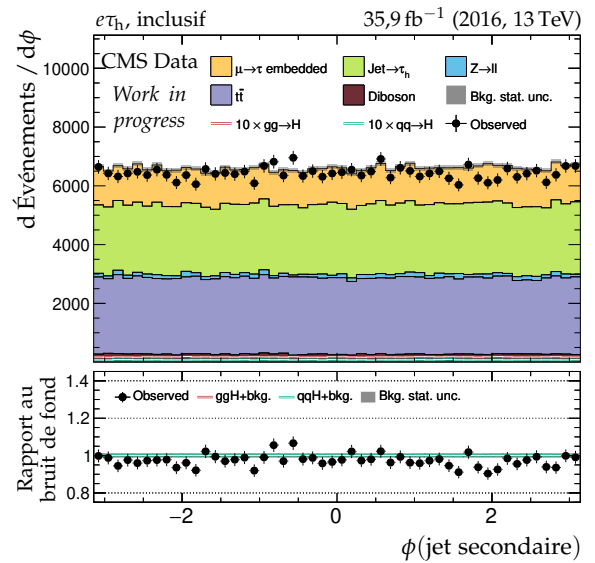 eτh, inclusif 35,9 fb−1 (2016, 13 TeV)
CMS Data
Work in
progress
μ→τ embedded Jet→τh Z→ll
tt̄ Diboson Bkg. stat. unc.
10 × gg→H 10 × qq→H Observed
d Événements / dϕ
10000
8000
6000
4000
2000
Observed ggH+bkg. qqH+bkg. Bkg. stat. unc.
Rapport au
bruit de fond
1.4
1.2
1
0.8
−2 0 2
ϕ(jet secondaire)